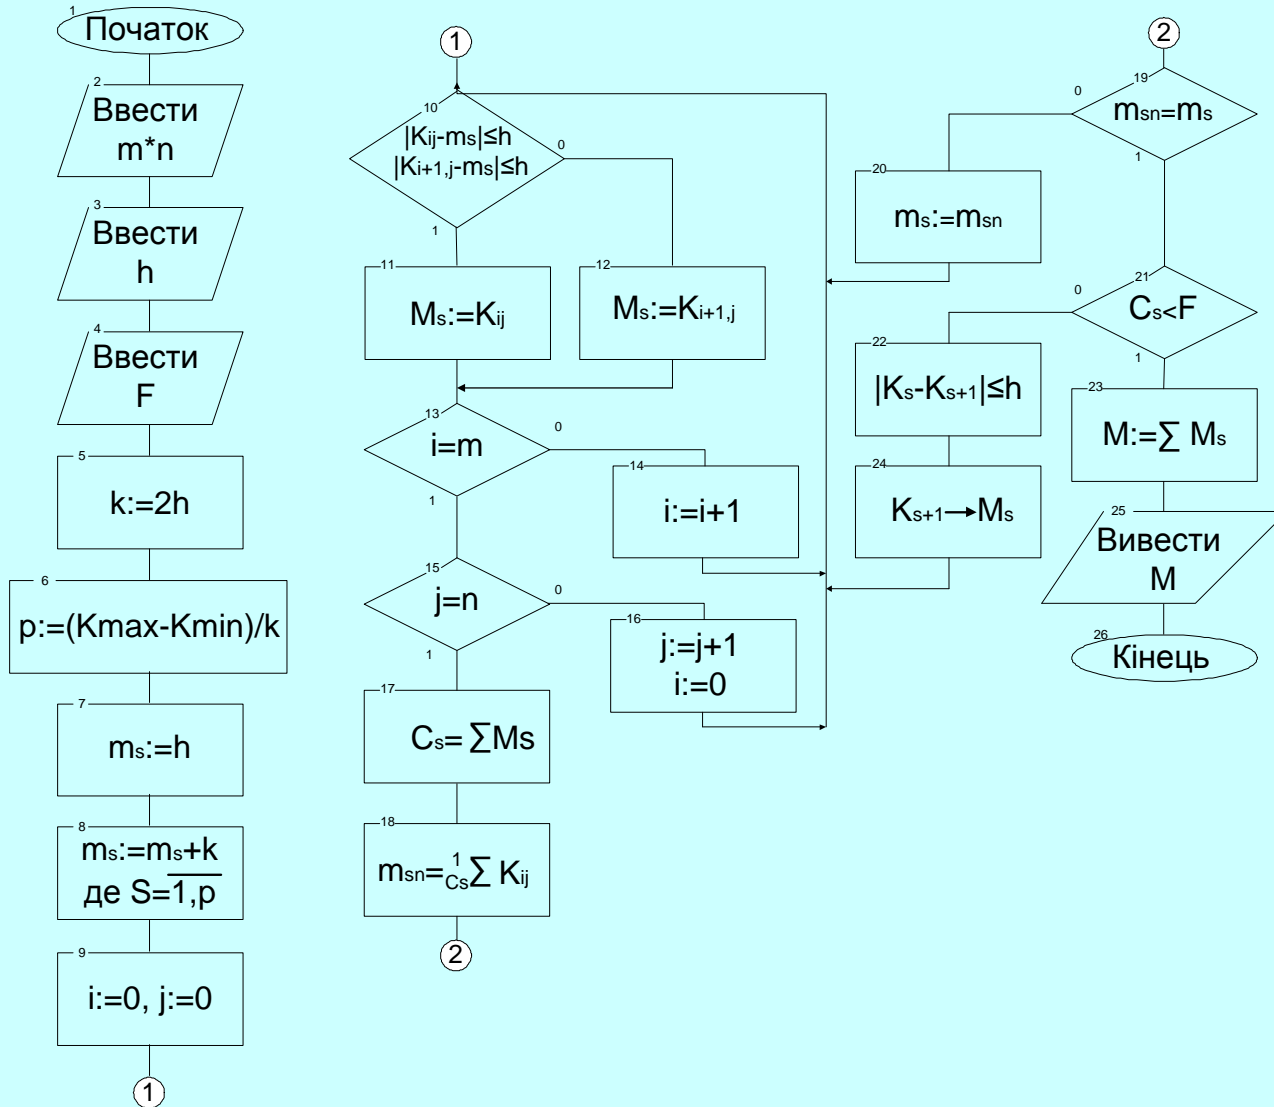 1
Початок
2
Ввести
m*n
3
Ввести
h
4
Ввести
F
5
k:=2h
6
p:=(Kmax-Kmin)/k
7
ms:=h
8
ms:=ms+k
де S=1,p
9
i:=0, j:=0
1
1
10
|Kij-ms|≤h
|Ki+1,j-ms|≤h
0
1
11
Ms:=Kij
12
Ms:=Ki+1,j
13
i=m
0
1
14
i:=i+1
15
j=n
0
1
16
j:=j+1
i:=0
17
Cs= ∑Ms
18
msn=1/Cs∑ Kij
2
2
19
msn=ms
0
1
20
ms:=msn
21
Cs<F
0
1
22
|Ks-Ks+1|≤h
23
M:=∑ Ms
24
Ks+1→Ms
25
Вивести
M
26
Кінець